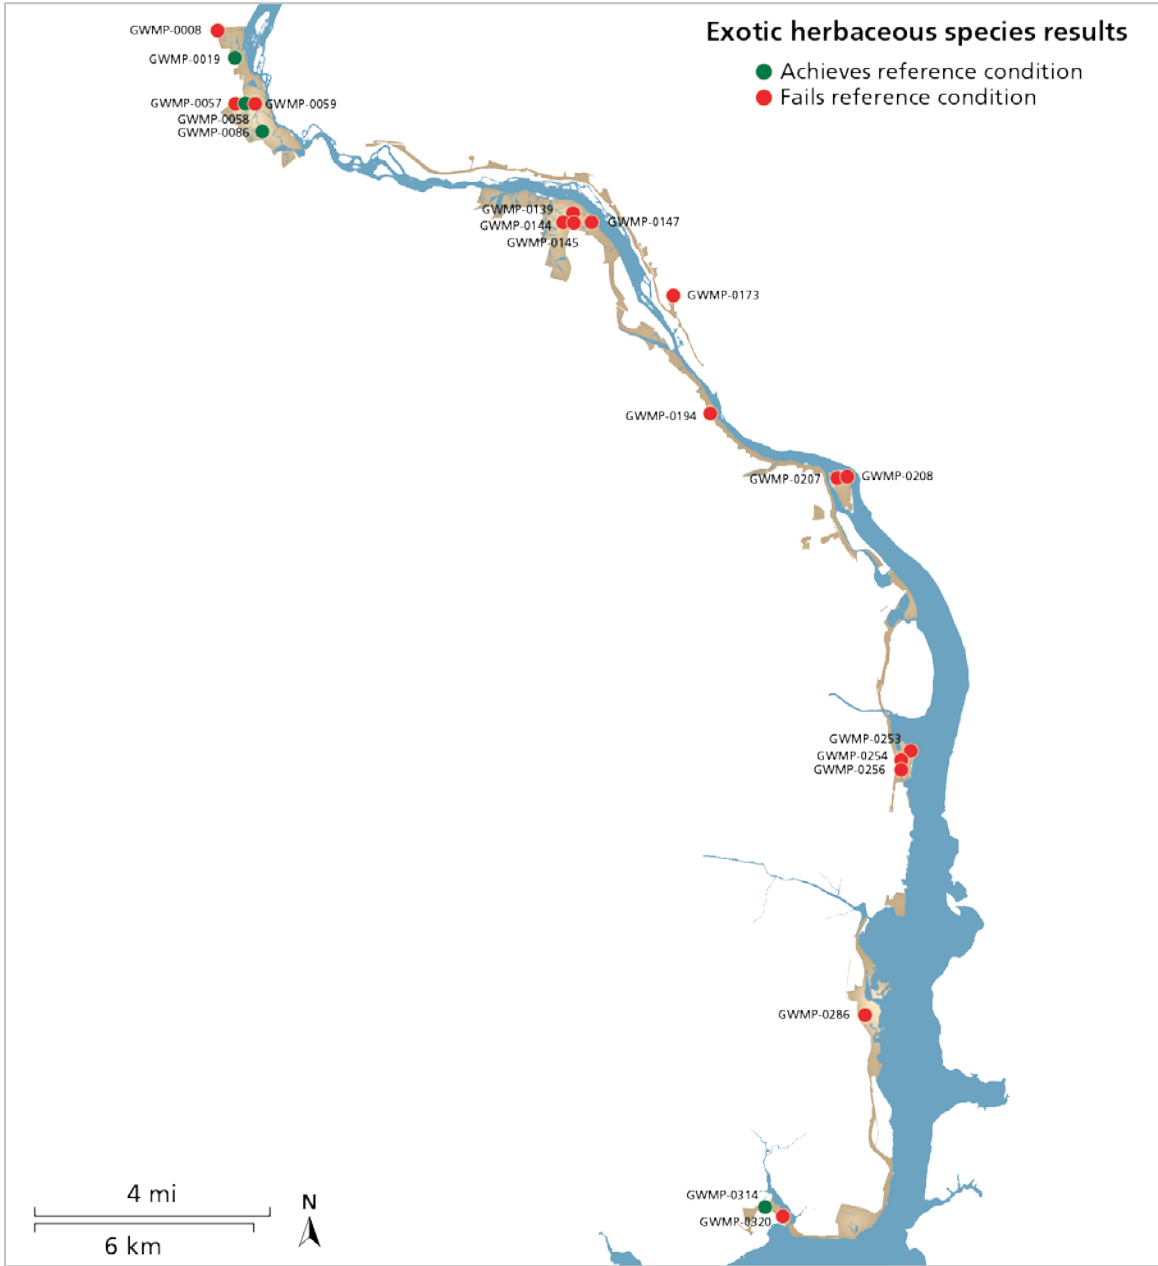 GWMP-0008
Exotic herbaceous species results
GWMP-0019
Achieves reference condition
Fails reference condition
GWMP-0057
GWMP-0059
GWMP-0058
GWMP-0086
GWMP-0139
GWMP-0144
GWMP-0147
GWMP-0145
GWMP-0173
GWMP-0194
GWMP-0207
GWMP-0208
GWMP-0253
GWMP-0254
GWMP-0256
GWMP-0286
GWMP-0314
GWMP-0320
4 mi
6 km
N